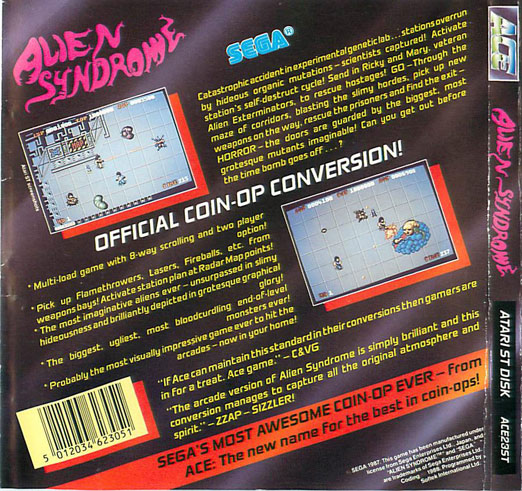 ALIEN
SYNDROME
SEGA®
Catastrophic accident in experimental genetic lab . . . stations overrun
by hideous organic mutations – scientists captured! Activate
station's self-destruct cycle! Send in Ricky and Mary, veteran
Alien Exterminators, to rescue hostages! GO – Through the
maze of corridors, blasting the slimy hordes, pick up new
weapons on the way, rescue the prisoners and find the exit –
HORROR – the doors are guarded by the biggest, most
grotesque mutants imaginable! Can you get out before
the time bomb goes off . . . ?
Atari ST screenshots
OFFICIAL COIN-OP CONVERSION!
* Multi-load game with 8-way scrolling and two player
option!
* Pick up Flamethrowers, Lasers, Fireballs, etc. from
weapons bays! Activate station plan at Radar Map points!
* The most imaginative aliens ever – unsurpassed in slimy
hideousness and brilliantly depicted in grotesque graphical
glory!
* The biggest, ugliest, most bloodcurdling end-of-level
monsters ever!
* Probably the most visually impressive game ever to hit the
arcades – now in your home!
"If Ace can maintain this standard in their conversions then gamers are
in for a treat. Ace game." – C&VG
"The arcade version of Alien Syndrome is simply brilliant and this
conversion manages to capture all the original atmosphere and
spirit." – ZZAP – SIZZLER!
SEGA'S MOST AWESOME COIN-OP EVER – From
ACE: The new name for the best in coin-ops!
5 012034 623051
© SEGA 1987. This game has been manufactured under
license from Sega Enterprises Ltd., Japan, and
"ALIEN SYNDROME™" and "SEGA"
are trademarks of Sega Enterprises Ltd.
Coding 1988. Programmed by
Softek International Ltd.
ACE
ALIEN SYNDROME
ATARI ST DISK
ACE23ST